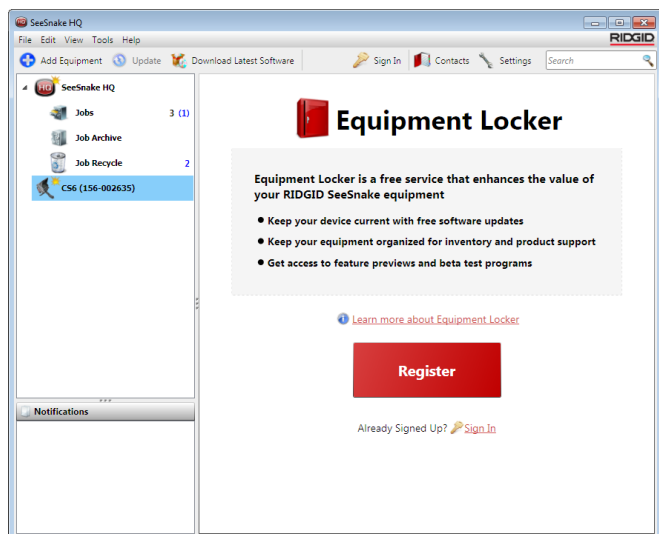 SeeSnake HQ
File Edit View Tools Help
RIDGID
Add Equipment Update Download Latest Software Sign In Contacts Settings Search
HQ SeeSnake HQ
Jobs 3 (1)
Job Archive
Job Recycle 2
CS6 (156-002635)
Equipment Locker
Equipment Locker is a free service that enhances the value of
your RIDGID SeeSnake equipment
• Keep your device current with free software updates
• Keep your equipment organized for inventory and product support
• Get access to feature previews and beta test programs
Learn more about Equipment Locker
Register
Already Signed Up? Sign In
Notifications